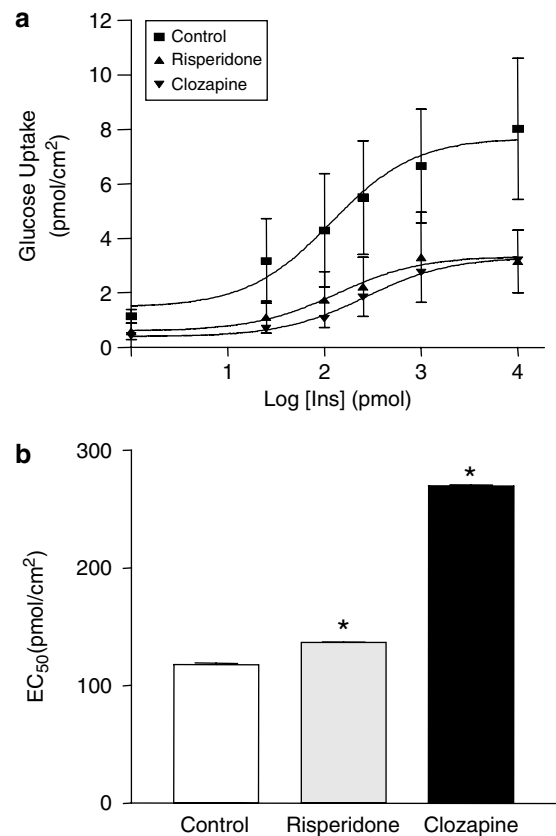 a
Control
Risperidone
Clozapine
12
10
8
6
4
2
0
Glucose Uptake
(pmol/cm²)
1 2 3 4
Log [Ins] (pmol)
b
300
200
100
0
EC₅₀(pmol/cm²)
*
*
Control Risperidone Clozapine